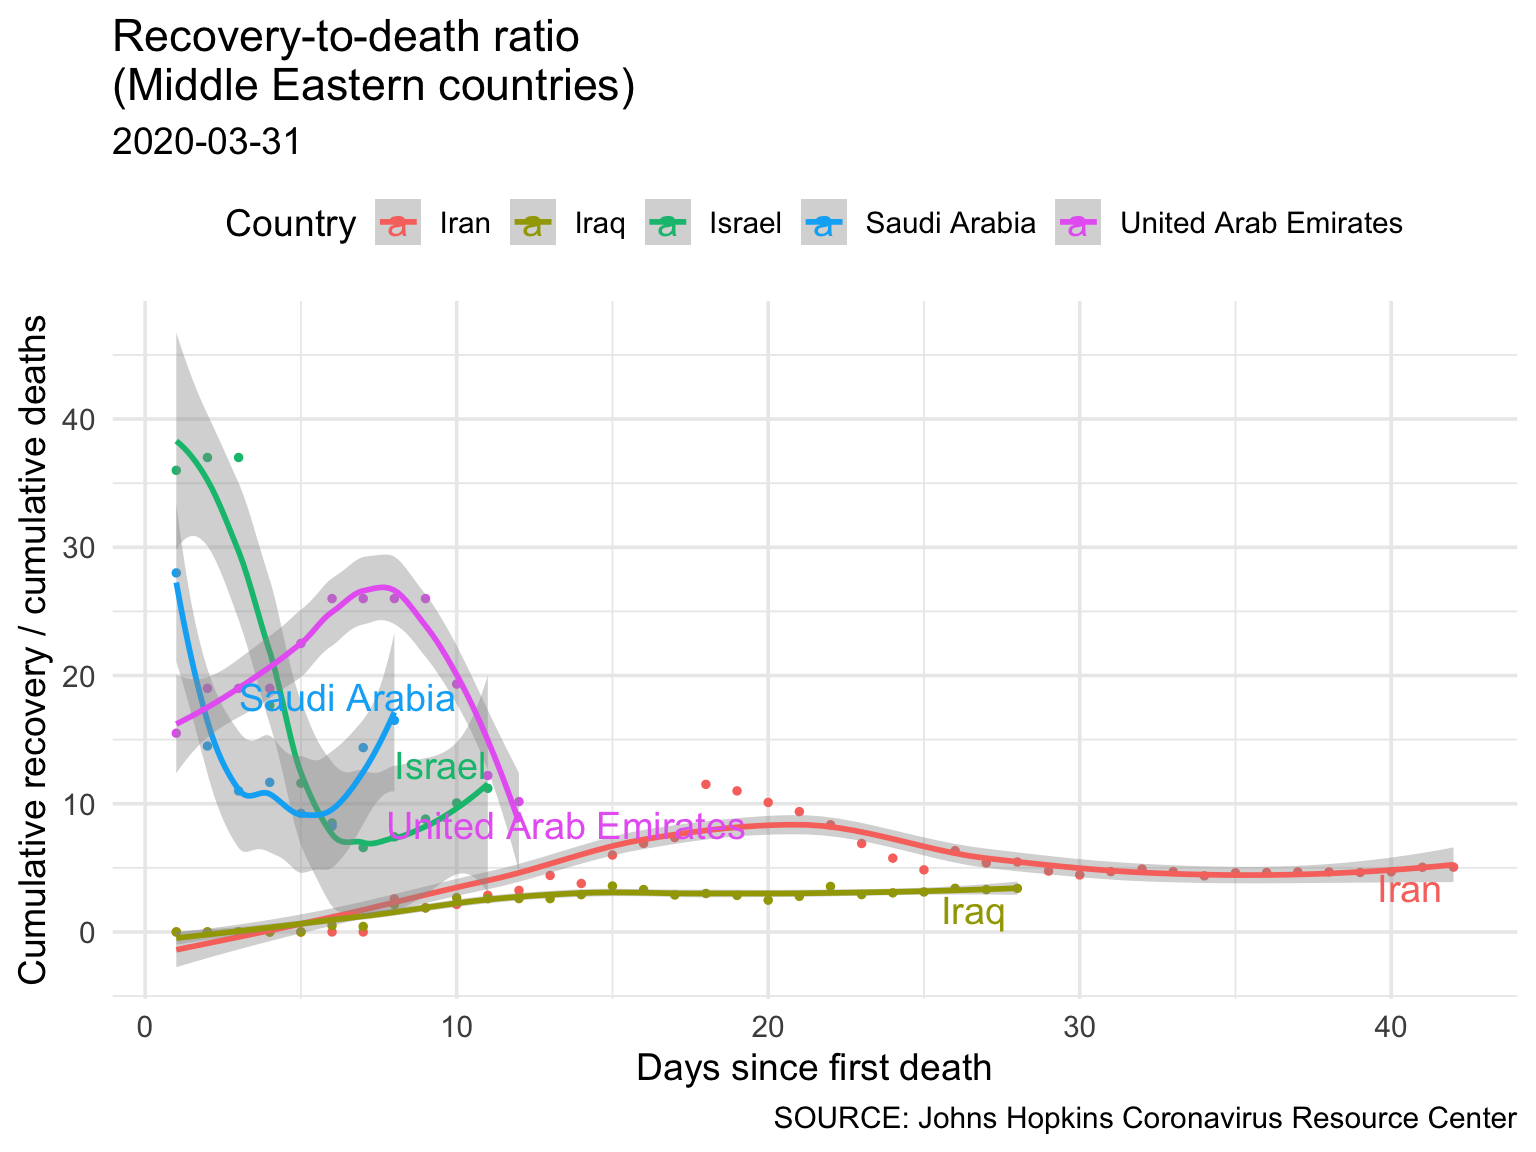 Recovery-to-death ratio
(Middle Eastern countries)
2020-03-31
Country a Iran a Iraq a Israel a Saudi Arabia a United Arab Emirates
Cumulative recovery / cumulative deaths
40
30
20
10
0
Saudi Arabia
Israel
United Arab Emirates
Iran
Iraq
0 10 20 30 40
Days since first death
SOURCE: Johns Hopkins Coronavirus Resource Center